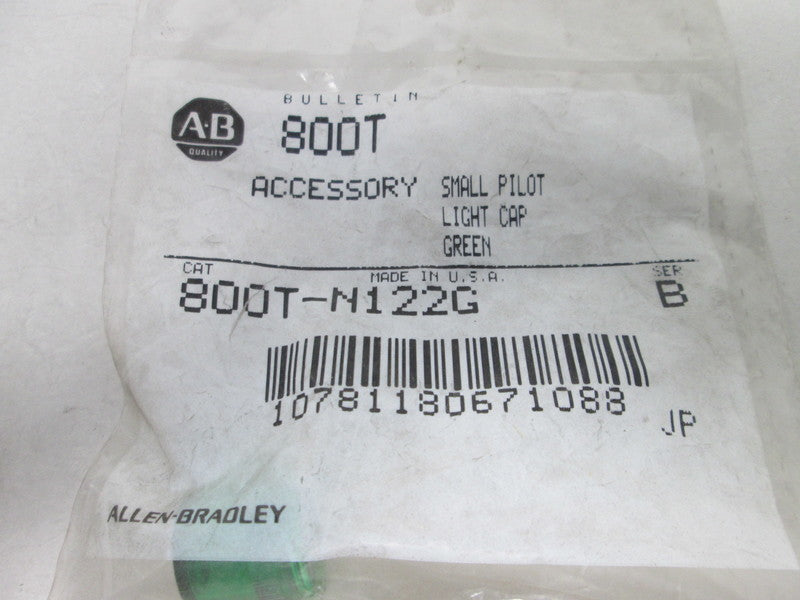 BULLETIN
A·B
QUALITY
800T
ACCESSORY SMALL PILOT
LIGHT CAP
GREEN
CAT MADE IN U.S.A. SER
800T-N122G B
10781180671088
JP
ALLEN-BRADLEY